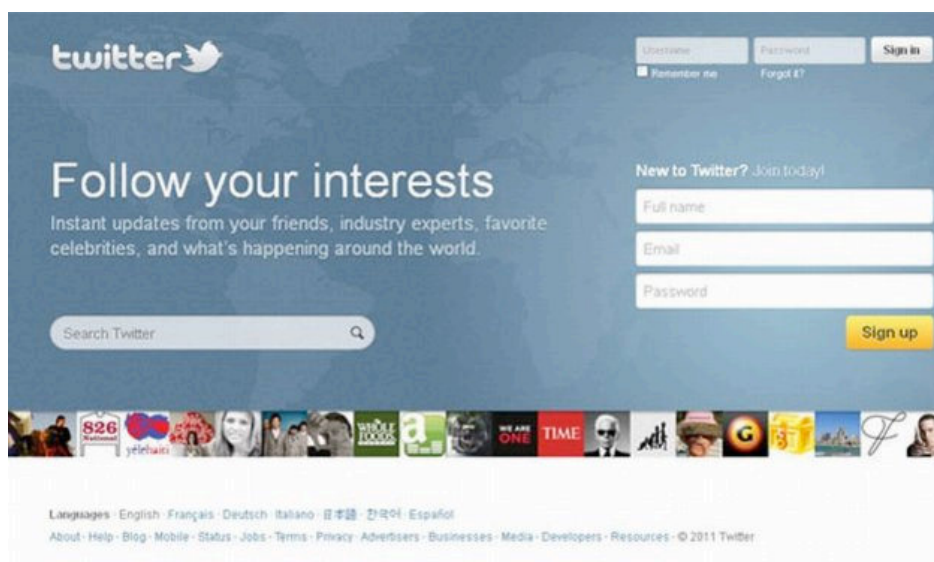 twitter
Username Password Sign in
Remember me Forgot it?
Follow your interests
Instant updates from your friends, industry experts, favorite
celebrities, and what's happening around the world.
Search Twitter
New to Twitter? Join today!
Full name
Email
Password
Sign up
826
National
yéleHaiti
WHOLE
FOODS
a.
WE ARE
ONE
TIME
G
Languages · English · Français · Deutsch · Italiano · 日本語 · 한국어 · Español
About · Help · Blog · Mobile · Status · Jobs · Terms · Privacy · Advertisers · Businesses · Media · Developers · Resources · © 2011 Twitter